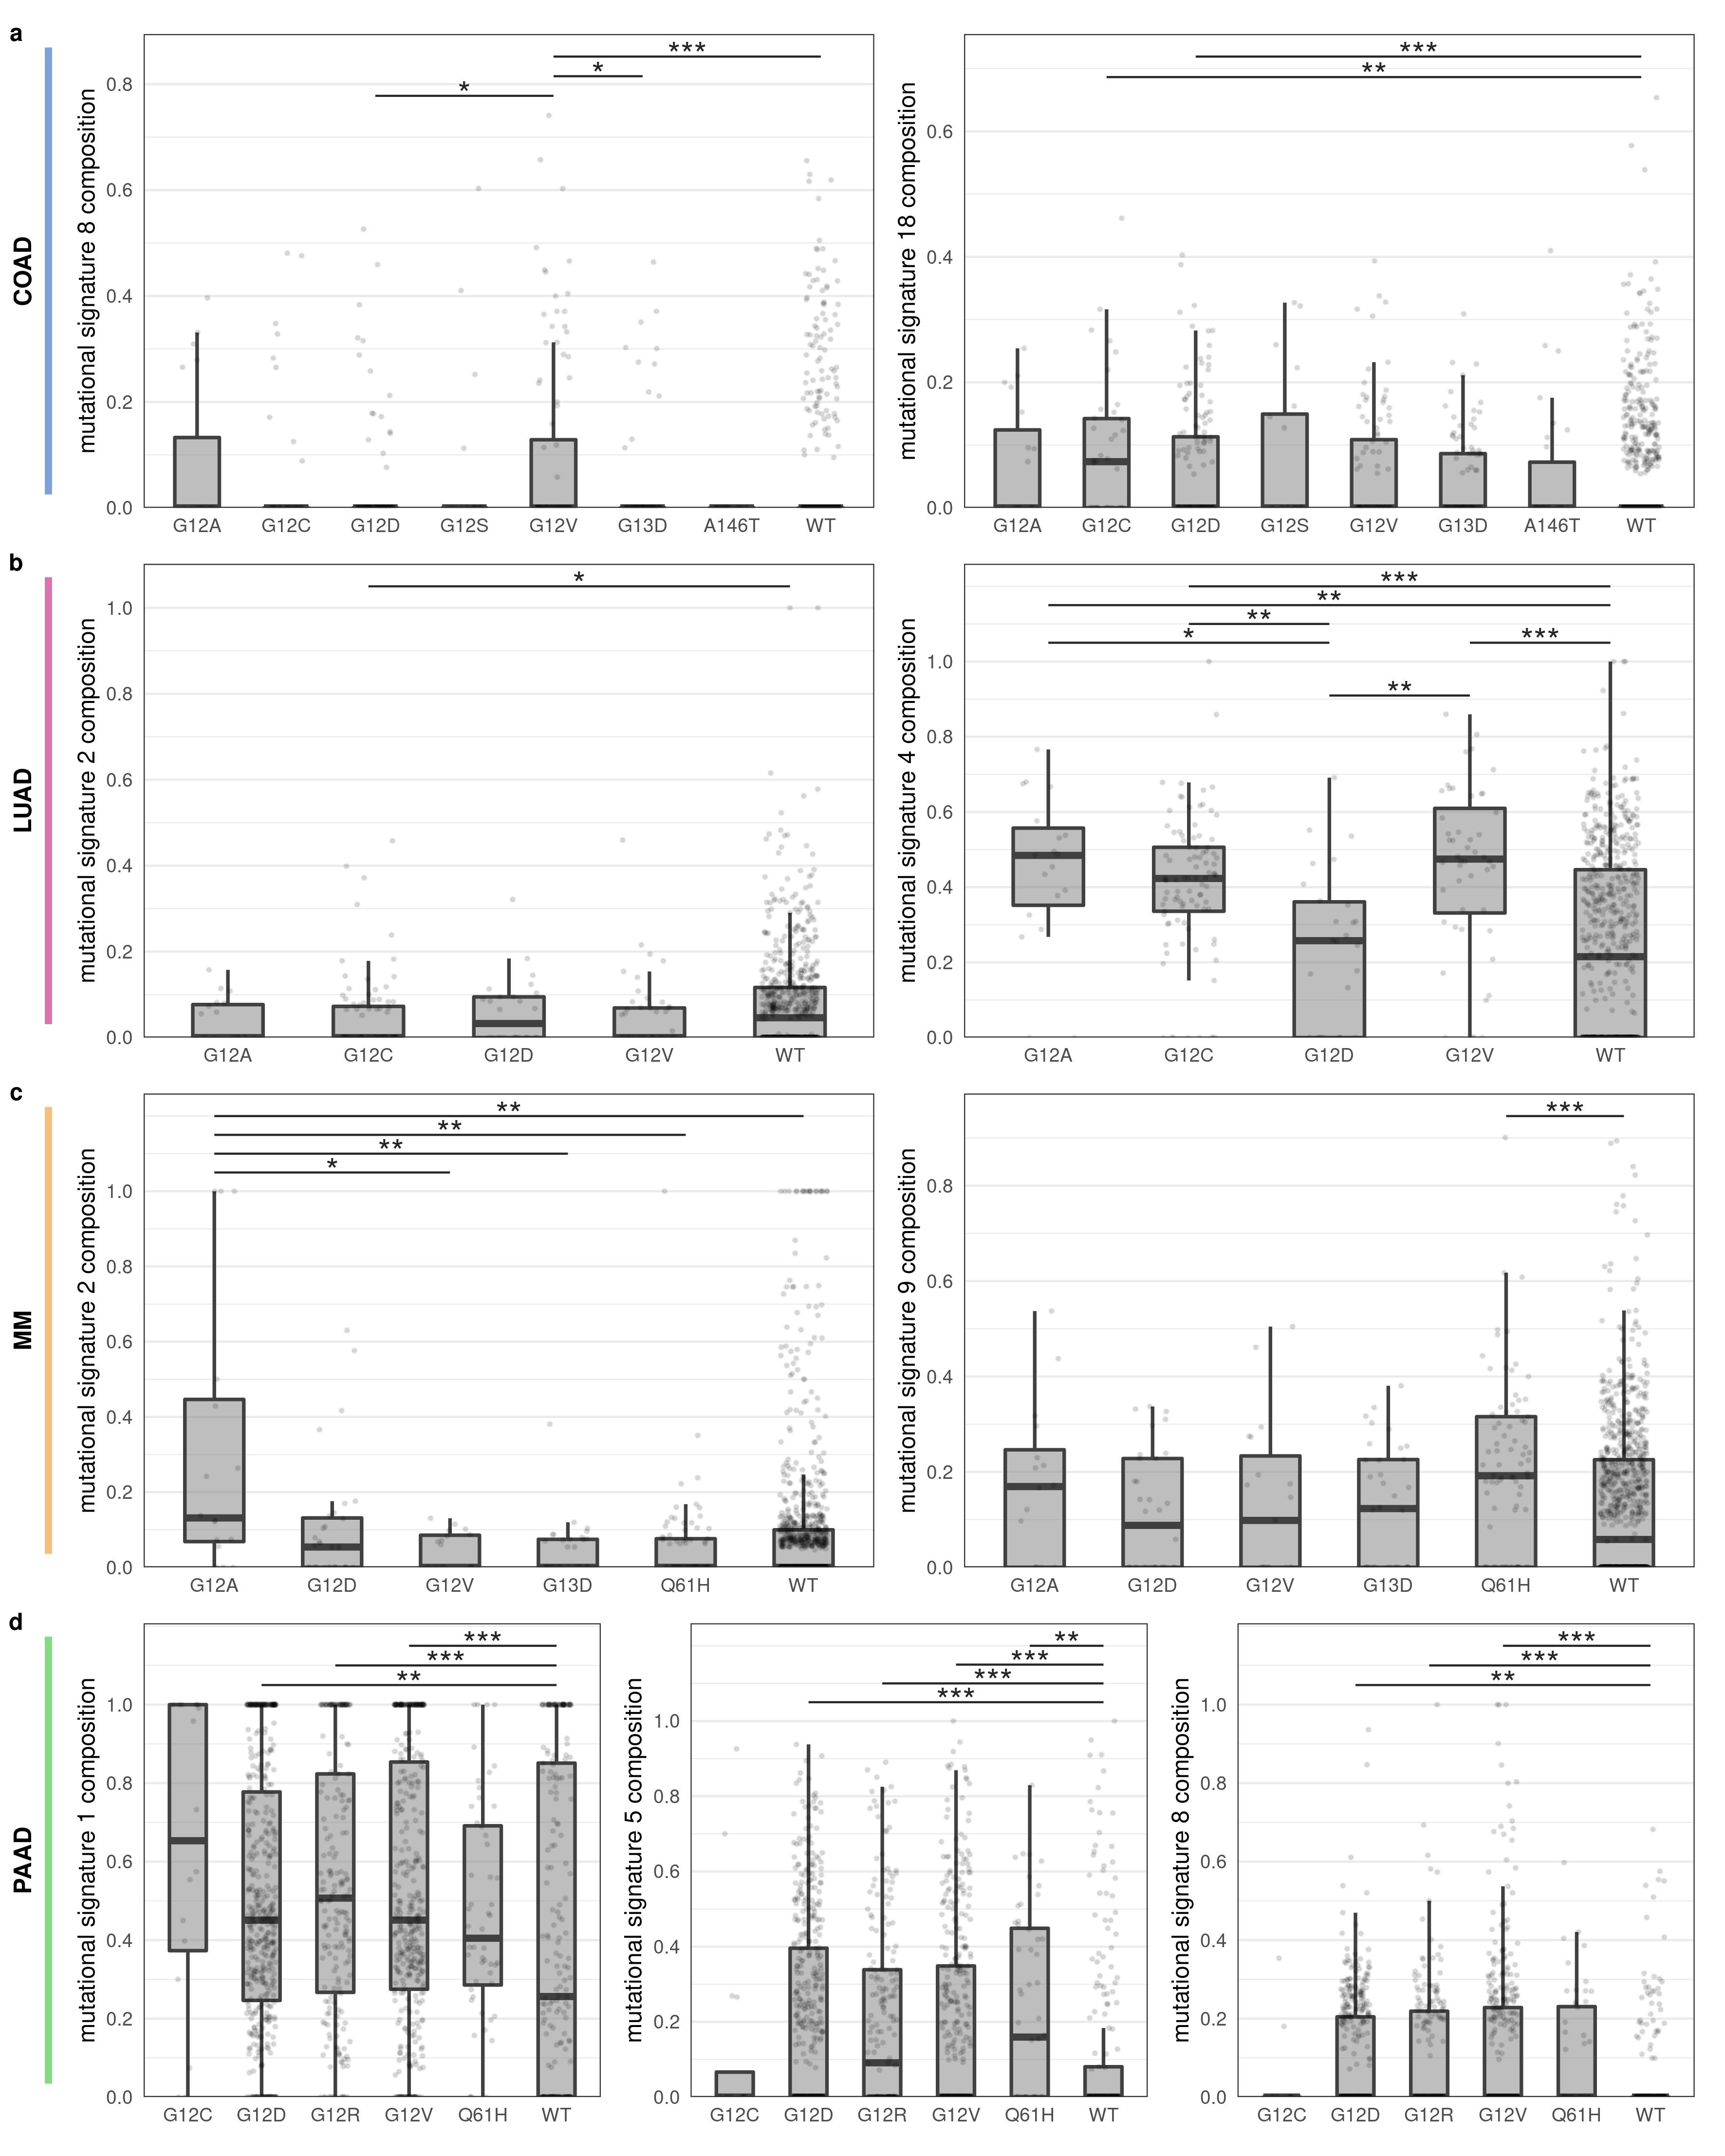 a
COAD
mutational signature 8 composition
0.8
0.6
0.4
0.2
0.0
***
*
*
G12A G12C G12D G12S G12V G13D A146T WT
mutational signature 18 composition
0.6
0.4
0.2
0.0
***
**
G12A G12C G12D G12S G12V G13D A146T WT
b
LUAD
mutational signature 2 composition
1.0
0.8
0.6
0.4
0.2
0.0
*
G12A G12C G12D G12V WT
mutational signature 4 composition
1.0
0.8
0.6
0.4
0.2
0.0
***
**
**
* ***
**
G12A G12C G12D G12V WT
c
MM
mutational signature 2 composition
1.0
0.8
0.6
0.4
0.2
0.0
**
**
**
*
G12A G12D G12V G13D Q61H WT
mutational signature 9 composition
0.8
0.6
0.4
0.2
0.0
***
G12A G12D G12V G13D Q61H WT
d
PAAD
mutational signature 1 composition
1.0
0.8
0.6
0.4
0.2
0.0
***
***
**
G12C G12D G12R G12V Q61H WT
mutational signature 5 composition
1.0
0.8
0.6
0.4
0.2
0.0
**
***
***
***
G12C G12D G12R G12V Q61H WT
mutational signature 8 composition
1.0
0.8
0.6
0.4
0.2
0.0
***
***
**
G12C G12D G12R G12V Q61H WT